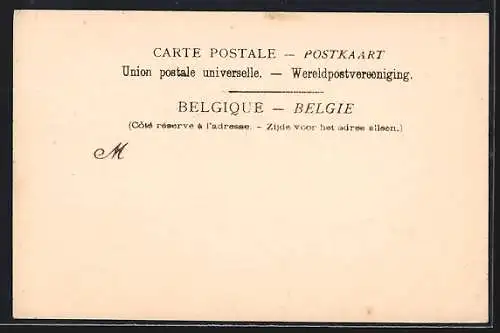 CARTE POSTALE — POSTKAART
Union postale universelle. — Wereldpostvereeniging.
BELGIQUE — BELGIE
(Côté réservé à l'adresse. - Zijde voor het adres alleen.)
M